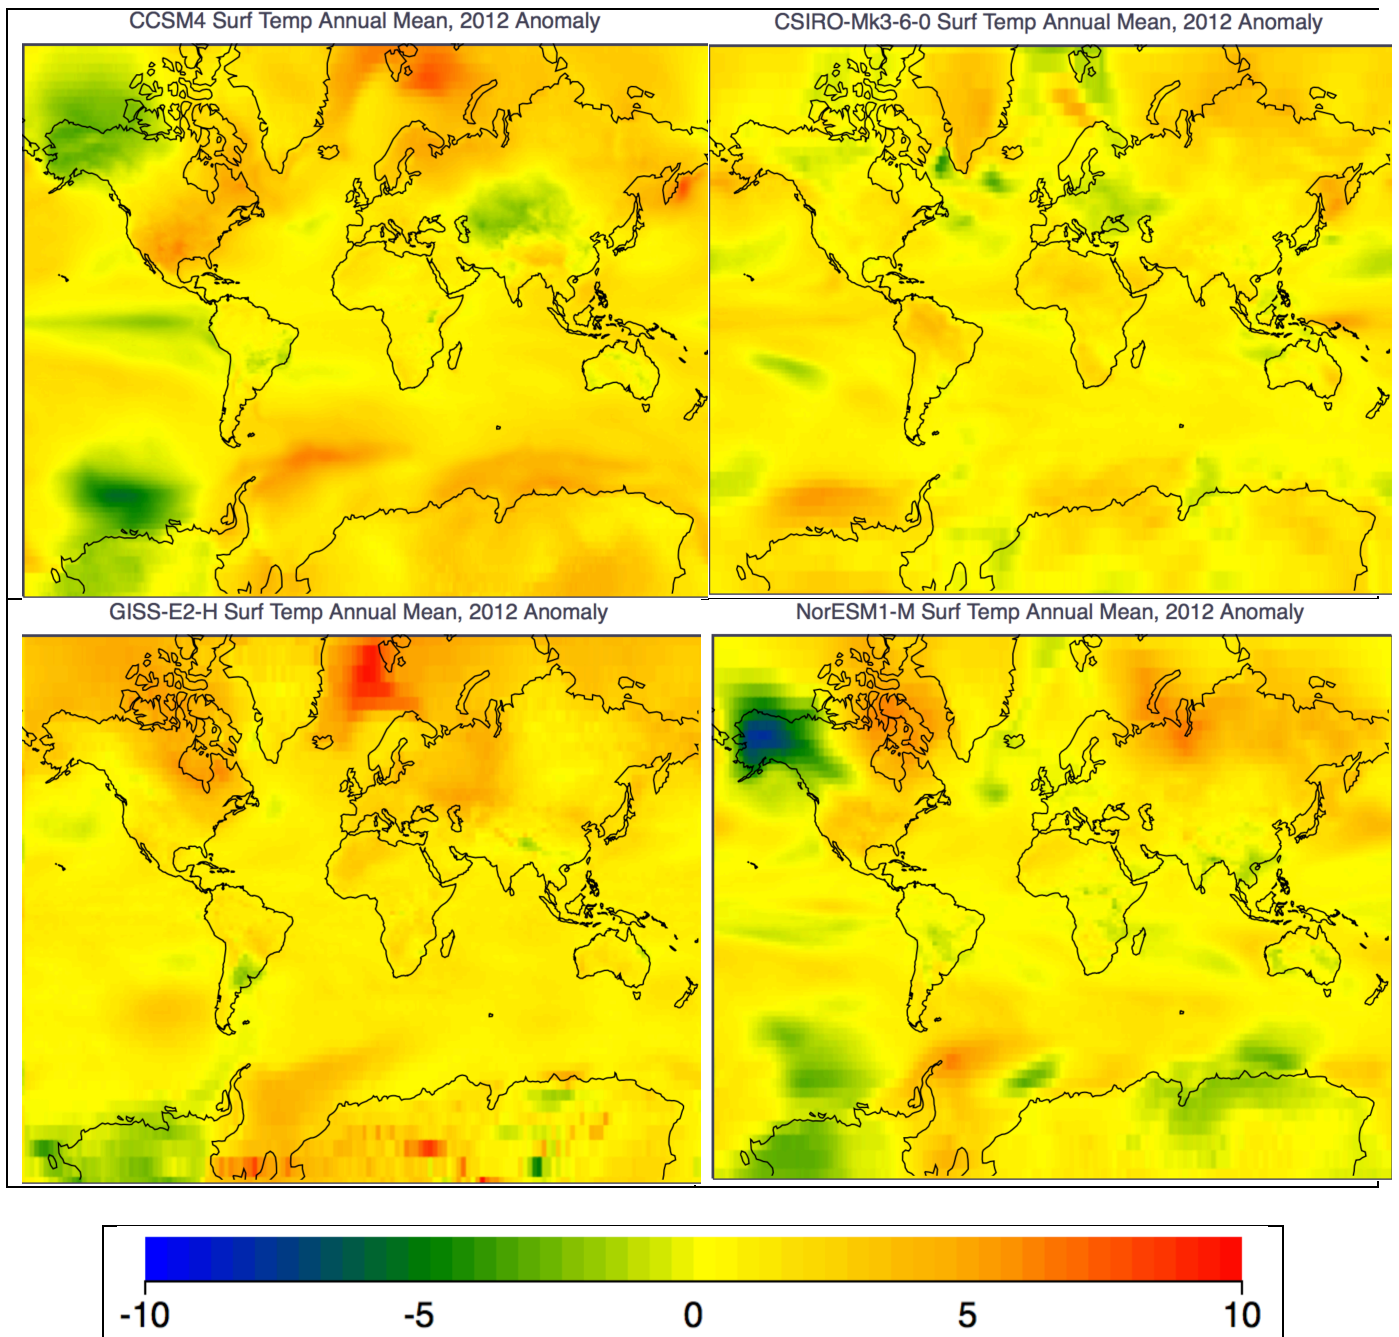 CCSM4 Surf Temp Annual Mean, 2012 Anomaly
CSIRO-Mk3-6-0 Surf Temp Annual Mean, 2012 Anomaly
GISS-E2-H Surf Temp Annual Mean, 2012 Anomaly
NorESM1-M Surf Temp Annual Mean, 2012 Anomaly
-10 -5 0 5 10